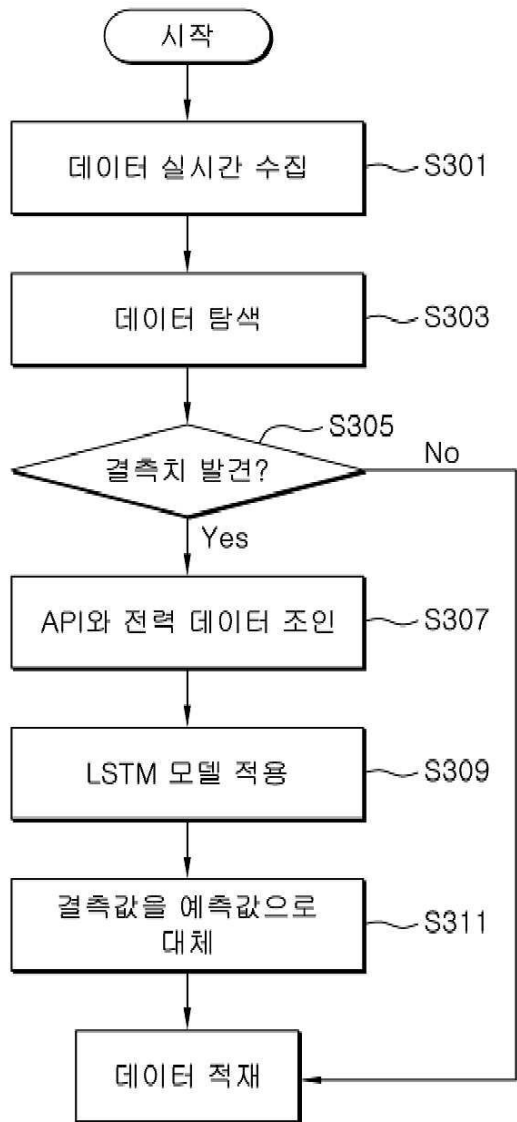 시작
데이터 실시간 수집
S301
데이터 탐색
S303
S305
결측치 발견?
No
Yes
API와 전력 데이터 조인
S307
LSTM 모델 적용
S309
결측값을 예측값으로
대체
S311
데이터 적재